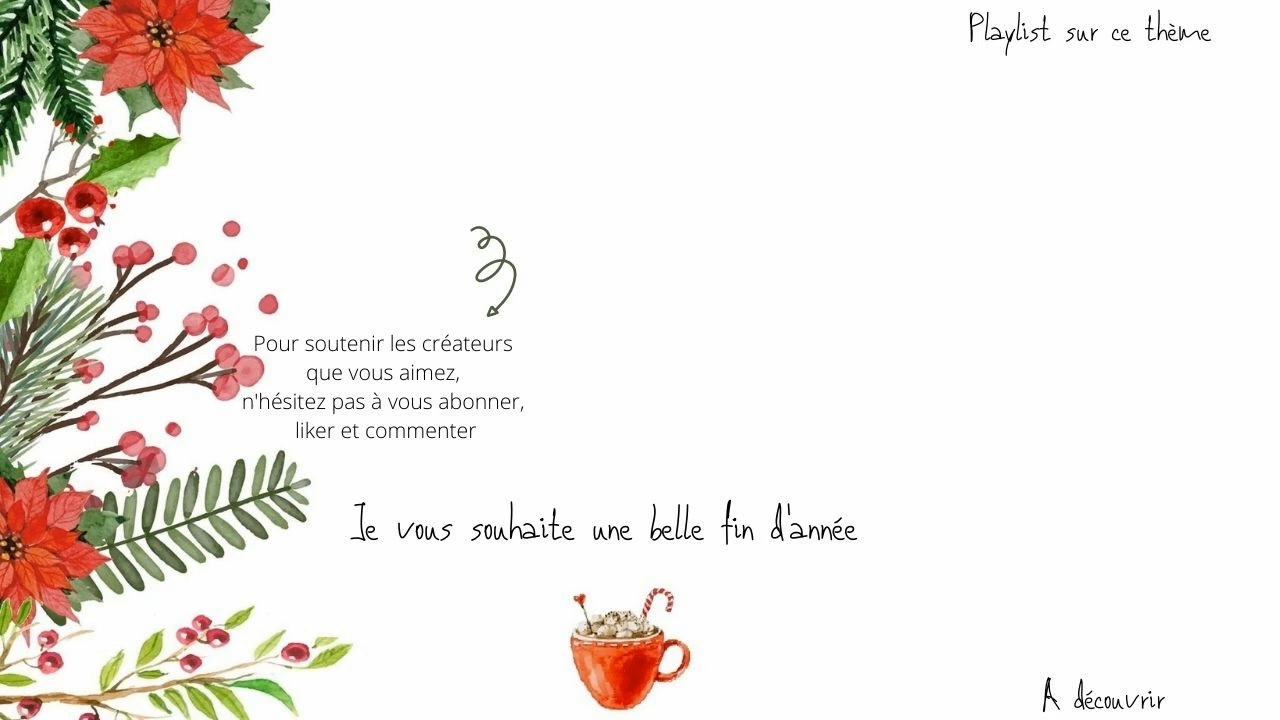 Playlist sur ce thème
Pour soutenir les créateurs
que vous aimez,
n'hésitez pas à vous abonner,
liker et commenter
Je vous souhaite une belle fin d'année
A découvrir